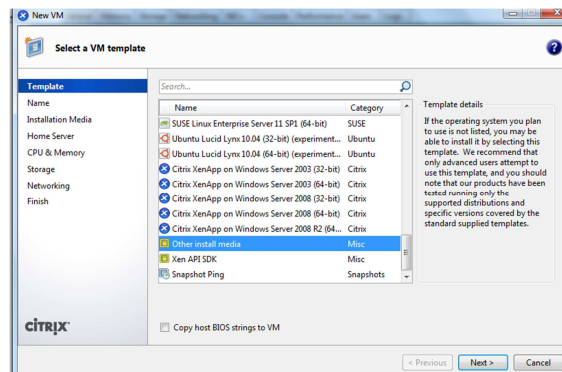 New VM
Select a VM template
?
Template
Name
Installation Media
Home Server
CPU & Memory
Storage
Networking
Finish
CİTRIX
Search...
Name Category
SUSE Linux Enterprise Server 11 SP1 (64-bit) SUSE
Ubuntu Lucid Lynx 10.04 (32-bit) (experiment... Ubuntu
Ubuntu Lucid Lynx 10.04 (64-bit) (experiment... Ubuntu
Citrix XenApp on Windows Server 2003 (32-bit) Citrix
Citrix XenApp on Windows Server 2003 (64-bit) Citrix
Citrix XenApp on Windows Server 2008 (32-bit) Citrix
Citrix XenApp on Windows Server 2008 (64-bit) Citrix
Citrix XenApp on Windows Server 2008 R2 (64... Citrix
Other install media Misc
Xen API SDK Misc
Snapshot Ping Snapshots
Copy host BIOS strings to VM
Template details
If the operating system you plan
to use is not listed, you may be
able to install it by selecting this
template. We recommend that
only advanced users attempt to
use this template, and you should
note that our products have been
tested running only the
supported distributions and
specific versions covered by the
standard supplied templates.
< Previous Next > Cancel